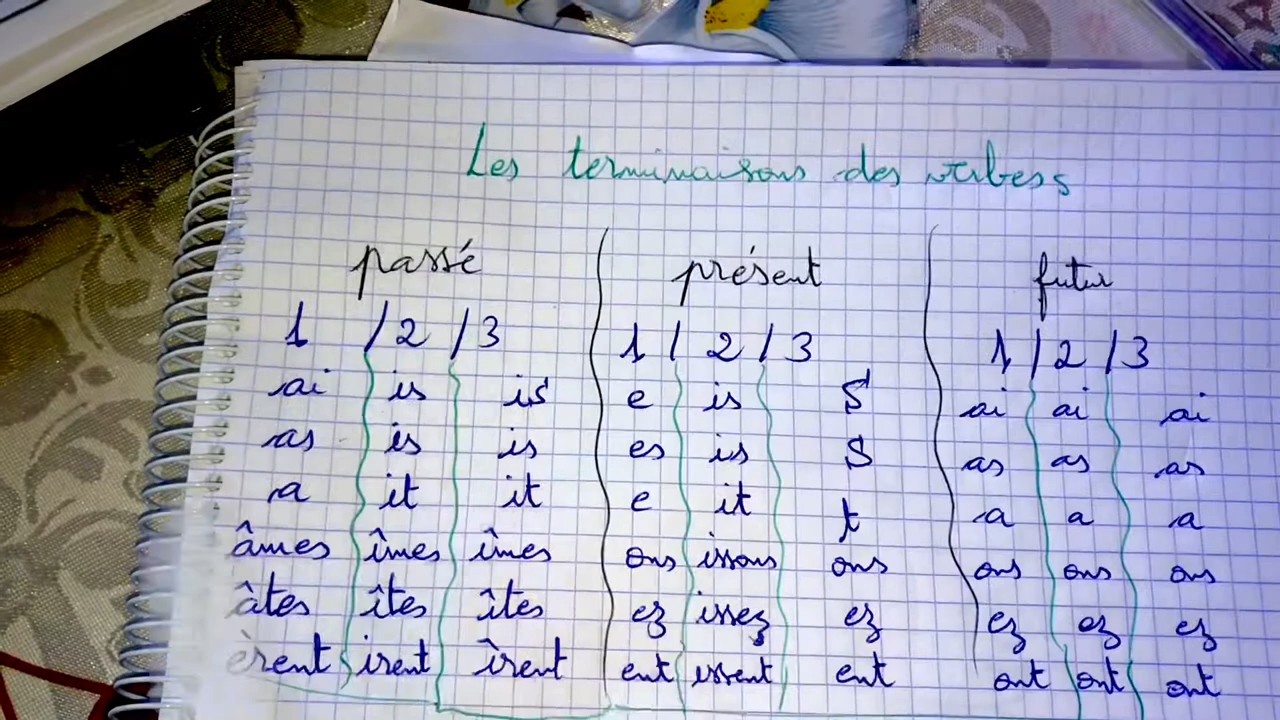 Les terminaisons des verbess
passé présent futur
1 / 2 / 3 1 / 2 / 3 1 / 2 / 3
ai is is e is s ai ai ai
as is is es is s as as as
a it it e it t a a a
âmes îmes îmes ons issons ons ons ons ons
âtes îtes îtes ez issez ez ez ez ez
èrent irent îrent ent issent ent ont ont ont